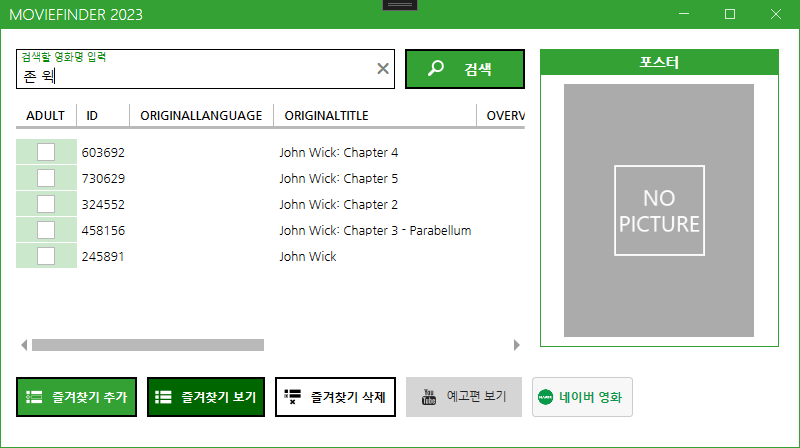 MOVIEFINDER 2023
검색할 영화명 입력
존 윅
검색
포스터
ADULT ID ORIGINALLANGUAGE ORIGINALTITLE OVERV
603692 John Wick: Chapter 4
730629 John Wick: Chapter 5
324552 John Wick: Chapter 2
458156 John Wick: Chapter 3 - Parabellum
245891 John Wick
NO
PICTURE
즐겨찾기 추가
즐겨찾기 보기
즐겨찾기 삭제
You
Tube
예고편 보기
NAVER
네이버 영화